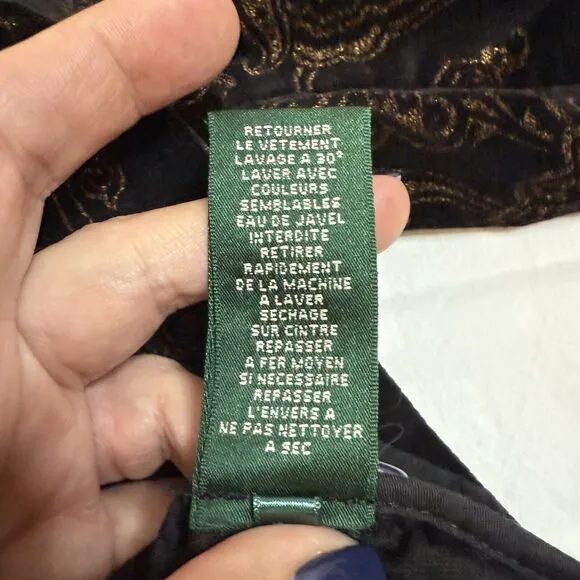 RETOURNER
LE VETEMENT
LAVAGE A 30°
LAVER AVEC
COULEURS
SEMBLABLES
EAU DE JAVEL
INTERDITE
RETIRER
RAPIDEMENT
DE LA MACHINE
A LAVER
SECHAGE
SUR CINTRE
REPASSER
A FER MOYEN
SI NECESSAIRE
REPASSER
L'ENVERS A
NE PAS NETTOYER
A SEC